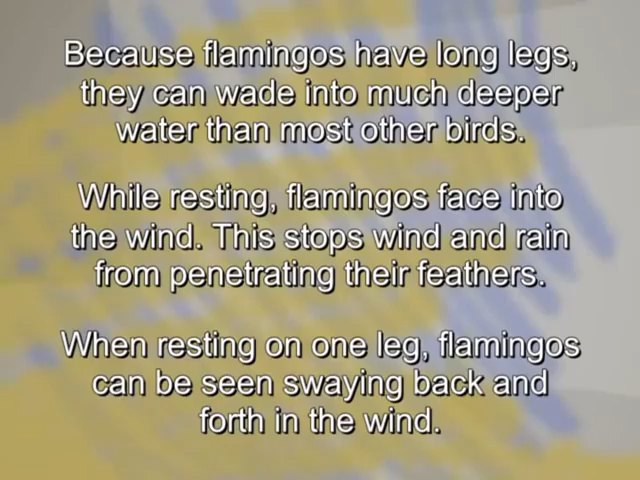 Because flamingos have long legs,
they can wade into much deeper
water than most other birds.
While resting, flamingos face into
the wind. This stops wind and rain
from penetrating their feathers.
When resting on one leg, flamingos
can be seen swaying back and
forth in the wind.